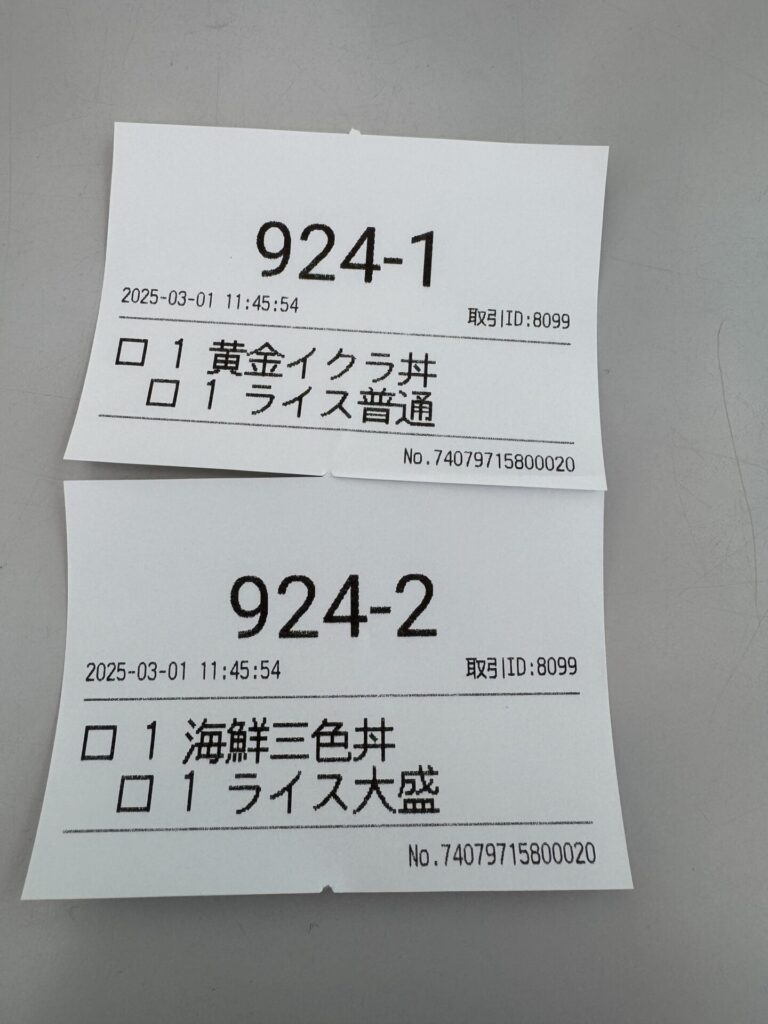 924-1
2025-03-01 11:45:54 取引ID:8099
□ 1 黄金イクラ丼
□ 1 ライス普通
No.74079715800020
924-2
2025-03-01 11:45:54 取引ID:8099
□ 1 海鮮三色丼
□ 1 ライス大盛
No.74079715800020